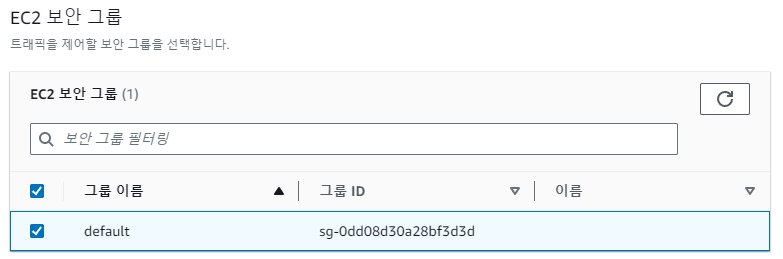 EC2 보안 그룹
트래픽을 제어할 보안 그룹을 선택합니다.
EC2 보안 그룹 (1)
보안 그룹 필터링
그룹 이름 그룹 ID 이름
default sg-0dd08d30a28bf3d3d